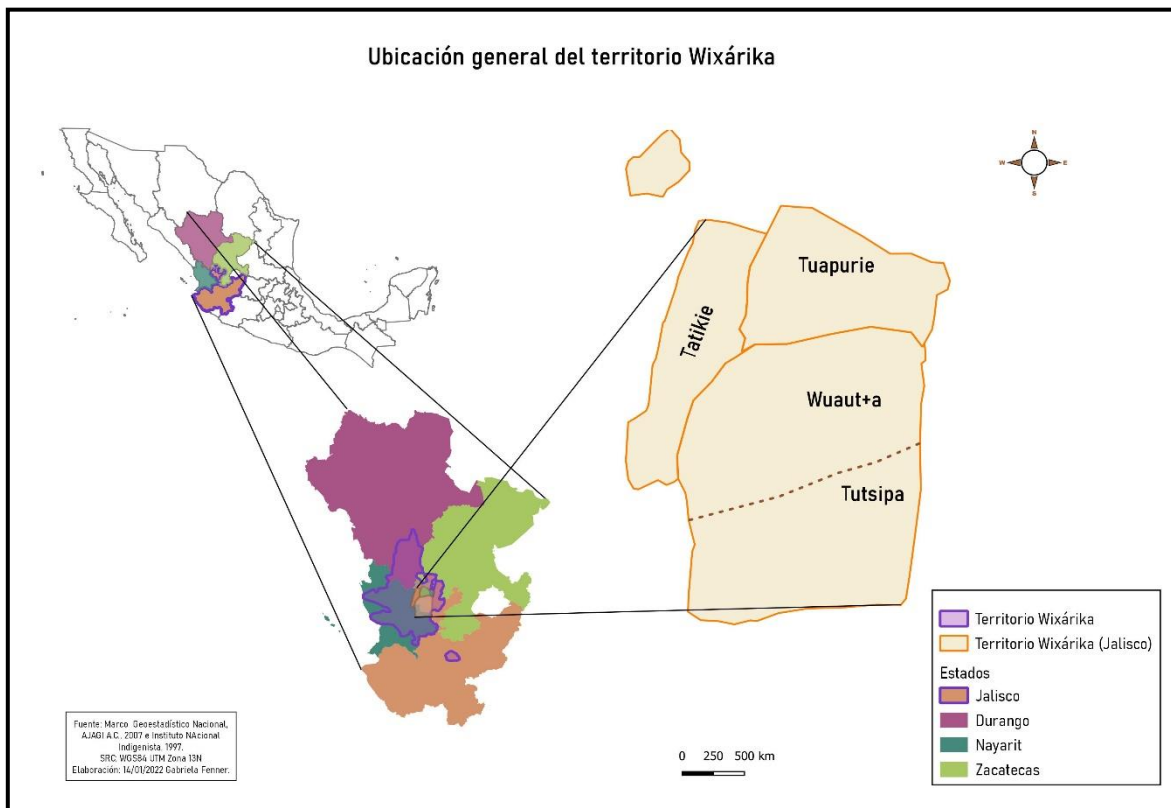 Ubicación general del territorio Wixárika
N
W E
S
Tuapurie
Tatikie
Wuaut+a
Tutsipa
Territorio Wixárika
Territorio Wixárika (Jalisco)
Estados
Jalisco
Durango
Nayarit
Zacatecas
0 250 500 km
Fuente: Marco Geoestadístico Nacional,
AJAGI A.C., 2007 e Instituto NAcional
Indigenista, 1997.
SRC: WGS84 UTM Zona 13N
Elaboración: 14/01/2022 Gabriela Fenner.